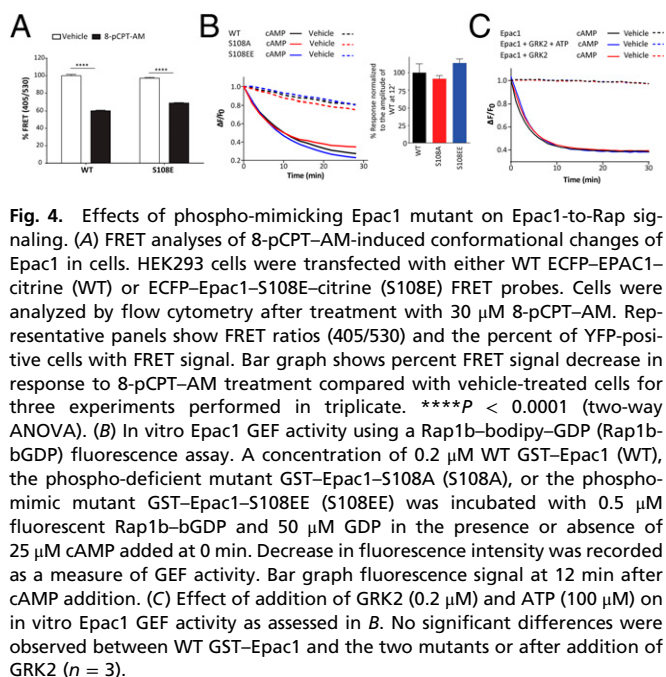 A
Vehicle 8-pCPT-AM
% FRET (405/530)
120
100
80
60
40
20
0
****
****
WT
S108E
B
WT cAMP Vehicle
S108A cAMP Vehicle
S108EE cAMP Vehicle
ΔF/F0
1.0
0.8
0.6
0.4
0.2
0 10 20 30
Time (min)
% Response normalized
to the amplitude of
WT at 12'
125
100
75
50
25
0
WT
S108A
S108EE
C
Epac1 cAMP Vehicle
Epac1 + GRK2 + ATP cAMP Vehicle
Epac1 + GRK2 cAMP Vehicle
ΔF/F0
1.0
0.8
0.6
0.4
0 10 20 30
Time (min)
Fig. 4. Effects of phospho-mimicking Epac1 mutant on Epac1-to-Rap sig-
naling. (A) FRET analyses of 8-pCPT–AM-induced conformational changes of
Epac1 in cells. HEK293 cells were transfected with either WT ECFP–EPAC1–
citrine (WT) or ECFP–Epac1–S108E–citrine (S108E) FRET probes. Cells were
analyzed by flow cytometry after treatment with 30 μM 8-pCPT–AM. Rep-
resentative panels show FRET ratios (405/530) and the percent of YFP-posi-
tive cells with FRET signal. Bar graph shows percent FRET signal decrease in
response to 8-pCPT–AM treatment compared with vehicle-treated cells for
three experiments performed in triplicate. ****P < 0.0001 (two-way
ANOVA). (B) In vitro Epac1 GEF activity using a Rap1b–bodipy–GDP (Rap1b-
bGDP) fluorescence assay. A concentration of 0.2 μM WT GST–Epac1 (WT),
the phospho-deficient mutant GST–Epac1–S108A (S108A), or the phospho-
mimic mutant GST–Epac1–S108EE (S108EE) was incubated with 0.5 μM
fluorescent Rap1b–bGDP and 50 μM GDP in the presence or absence of
25 μM cAMP added at 0 min. Decrease in fluorescence intensity was recorded
as a measure of GEF activity. Bar graph fluorescence signal at 12 min after
cAMP addition. (C) Effect of addition of GRK2 (0.2 μM) and ATP (100 μM) on
in vitro Epac1 GEF activity as assessed in B. No significant differences were
observed between WT GST–Epac1 and the two mutants or after addition of
GRK2 (n = 3).